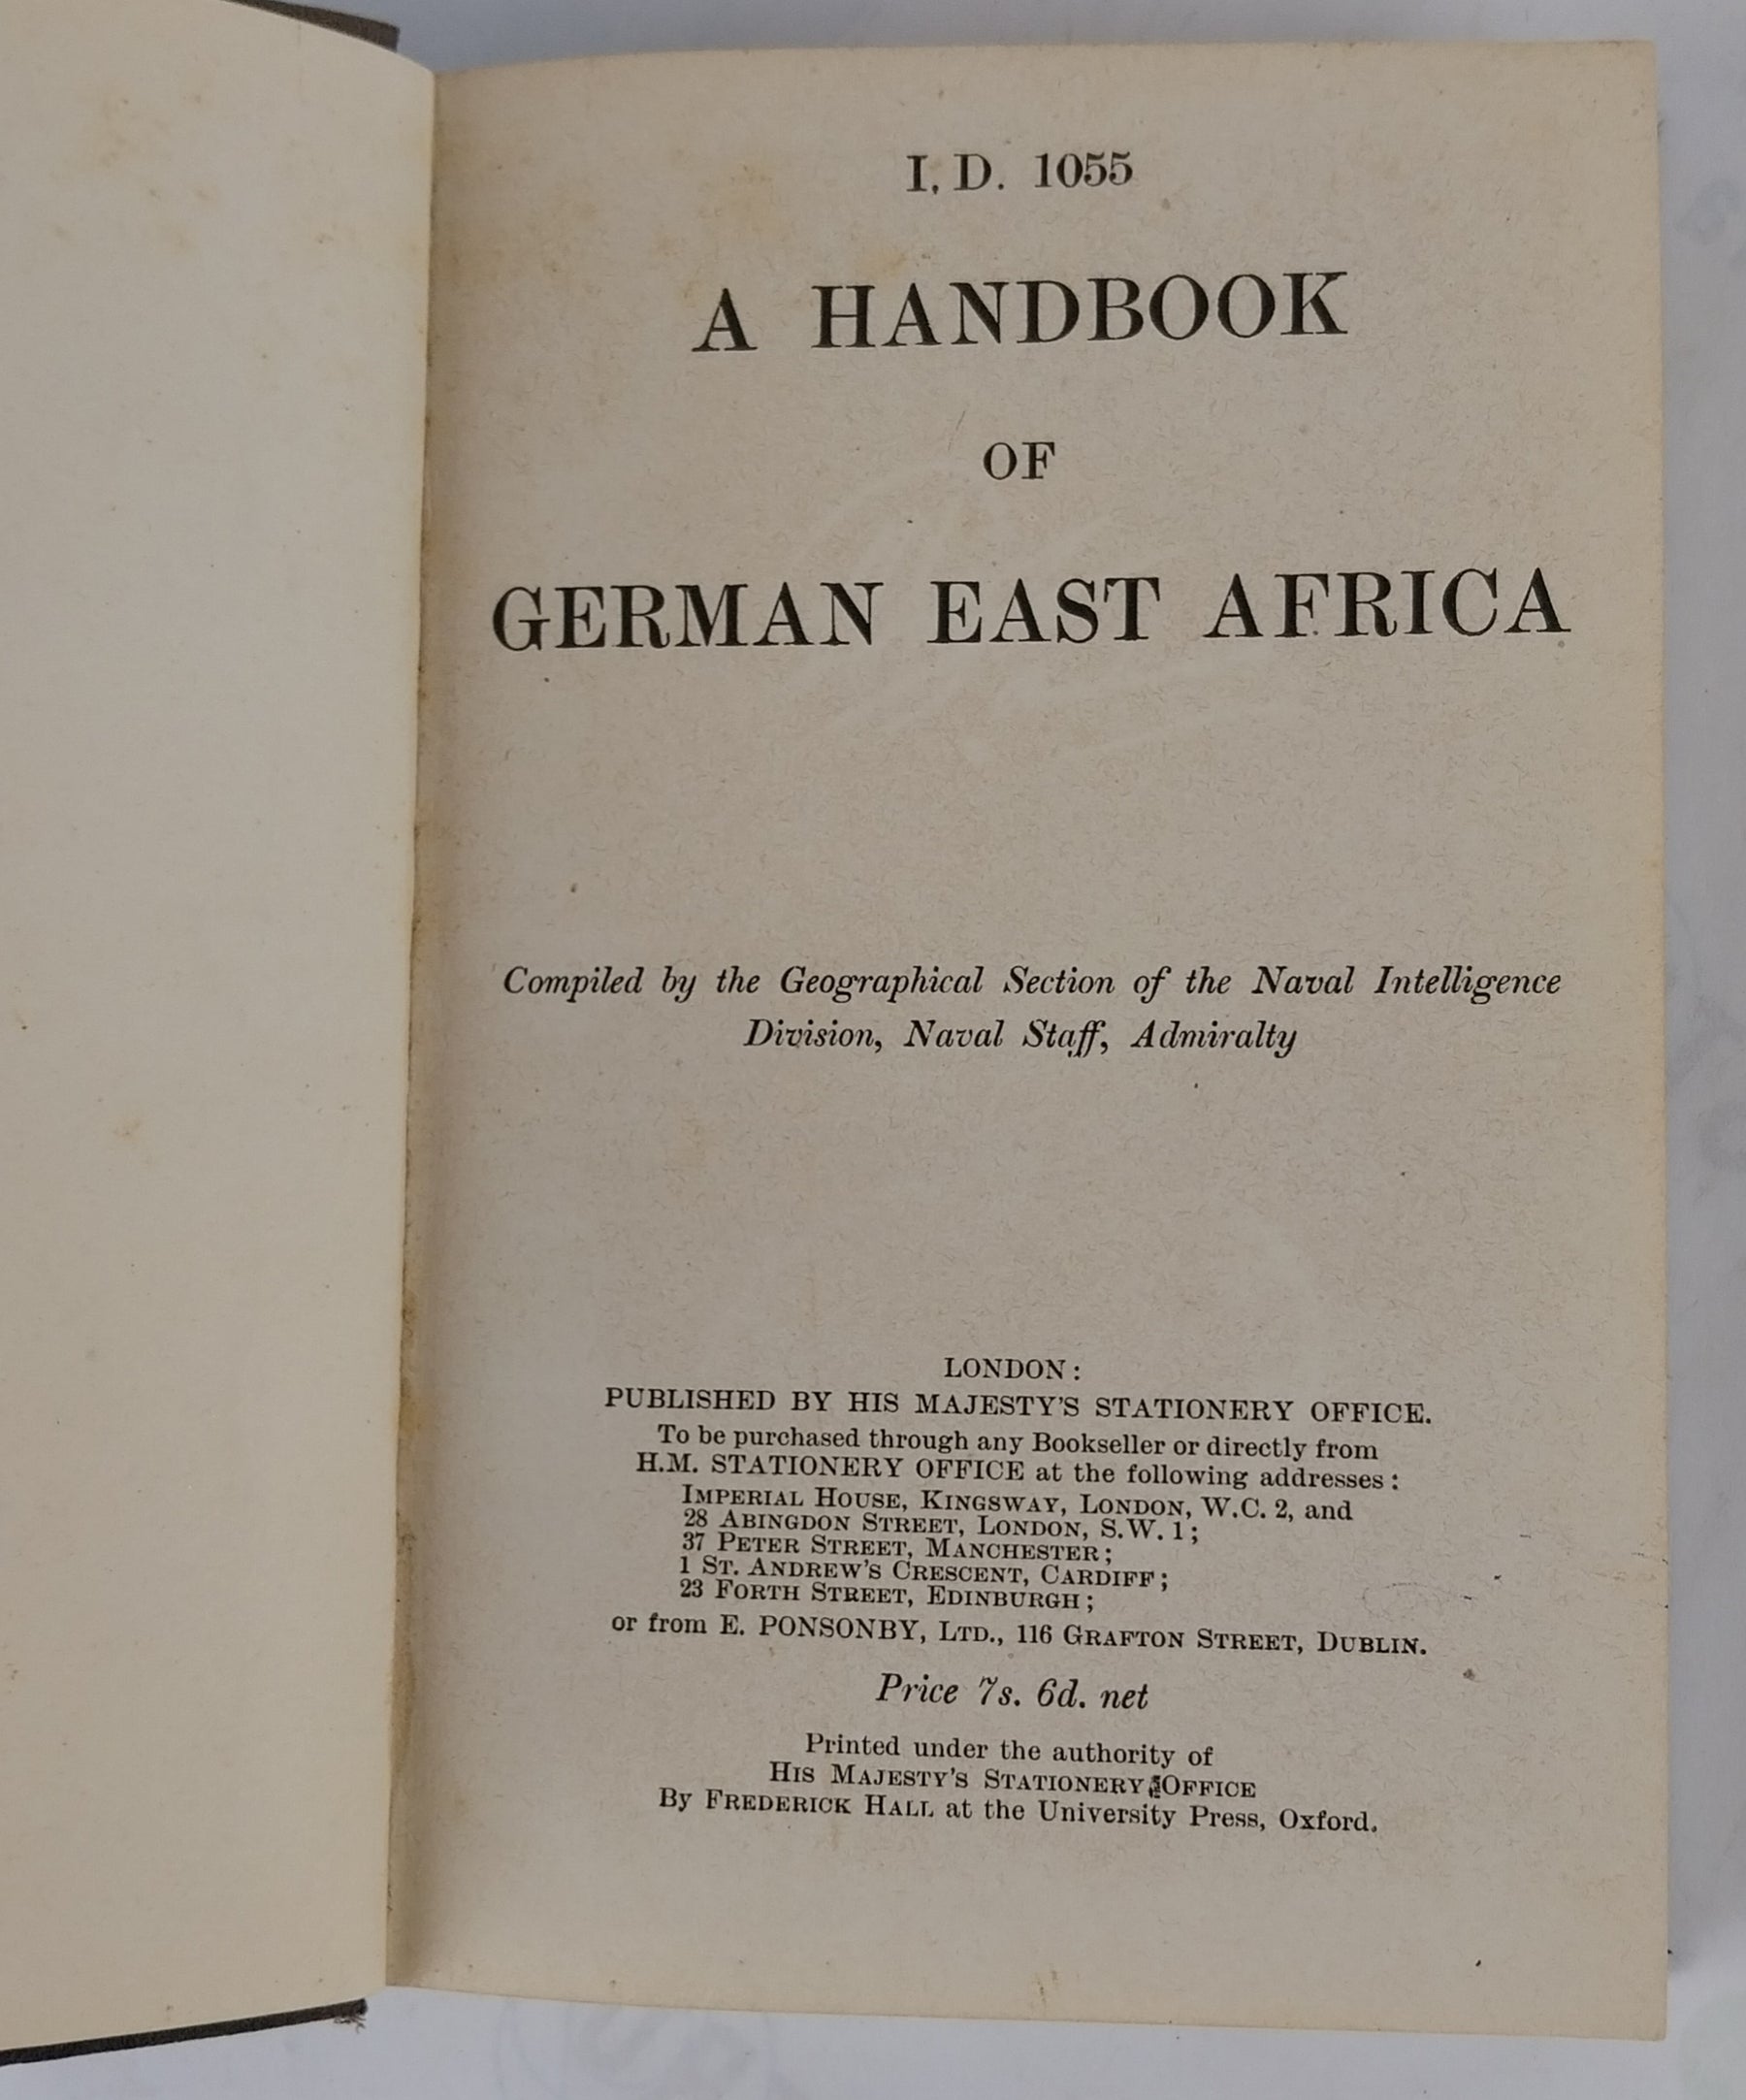 I. D. 1055
A HANDBOOK
OF
GERMAN EAST AFRICA
Compiled by the Geographical Section of the Naval Intelligence
Division, Naval Staff, Admiralty
LONDON:
PUBLISHED BY HIS MAJESTY'S STATIONERY OFFICE.
To be purchased through any Bookseller or directly from
H.M. STATIONERY OFFICE at the following addresses:
IMPERIAL HOUSE, KINGSWAY, LONDON, W.C. 2, and
28 ABINGDON STREET, LONDON, S.W. 1;
37 PETER STREET, MANCHESTER;
1 ST. ANDREW'S CRESCENT, CARDIFF;
23 FORTH STREET, EDINBURGH;
or from E. PONSONBY, LTD., 116 GRAFTON STREET, DUBLIN.
Price 7s. 6d. net
Printed under the authority of
HIS MAJESTY'S STATIONERY OFFICE
By FREDERICK HALL at the University Press, Oxford.